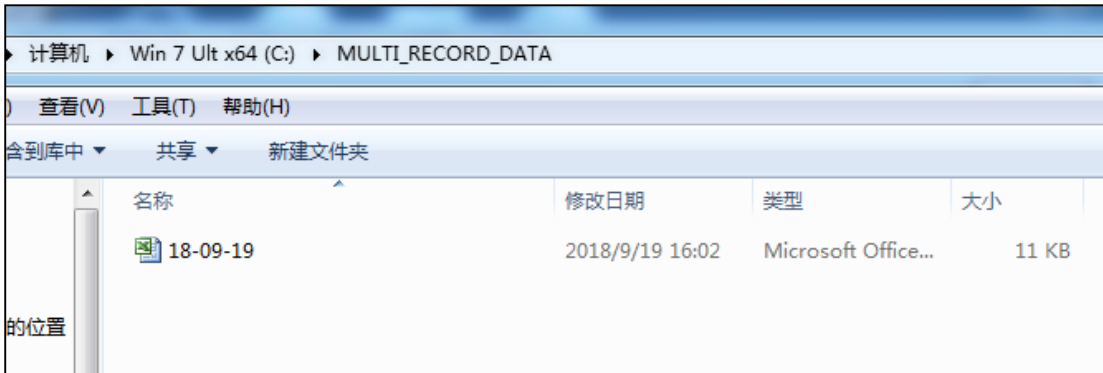 计算机 Win 7 Ult x64 (C:) MULTI_RECORD_DATA
) 查看(V) 工具(T) 帮助(H)
含到库中 共享 新建文件夹
名称 修改日期 类型 大小
18-09-19 2018/9/19 16:02 Microsoft Office... 11 KB
的位置